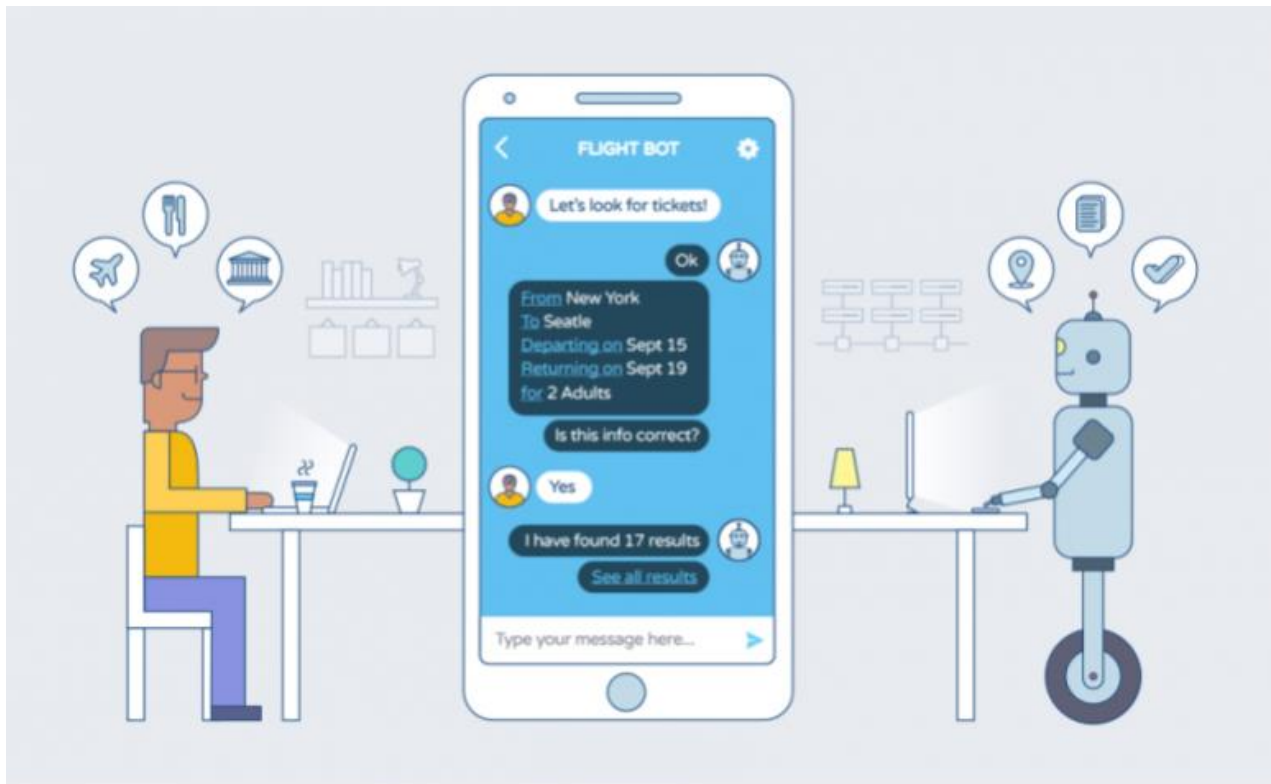 FLIGHT BOT
Let's look for tickets!
Ok
From New York
To Seatle
Departing on Sept 15
Returning on Sept 19
for 2 Adults
Is this info correct?
Yes
I have found 17 results
See all results
Type your message here...